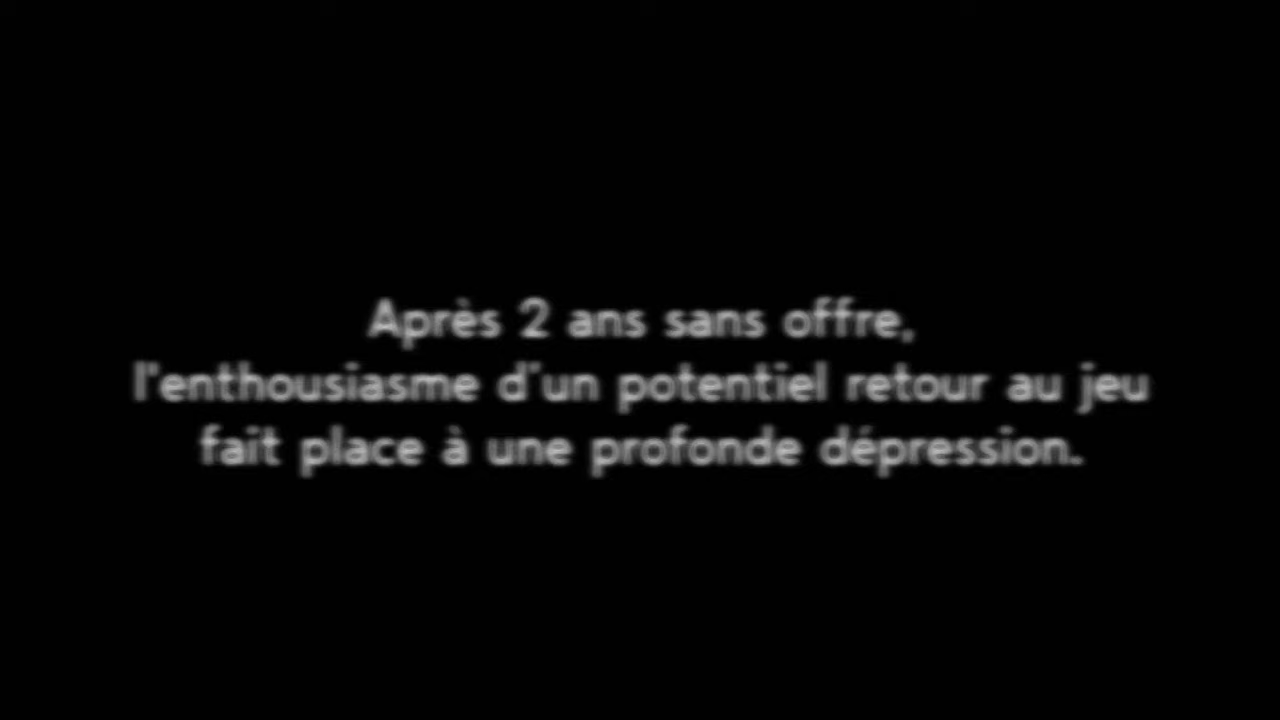 Après 2 ans sans offre,
l'enthousiasme d'un potentiel retour au jeu
fait place à une profonde dépression.